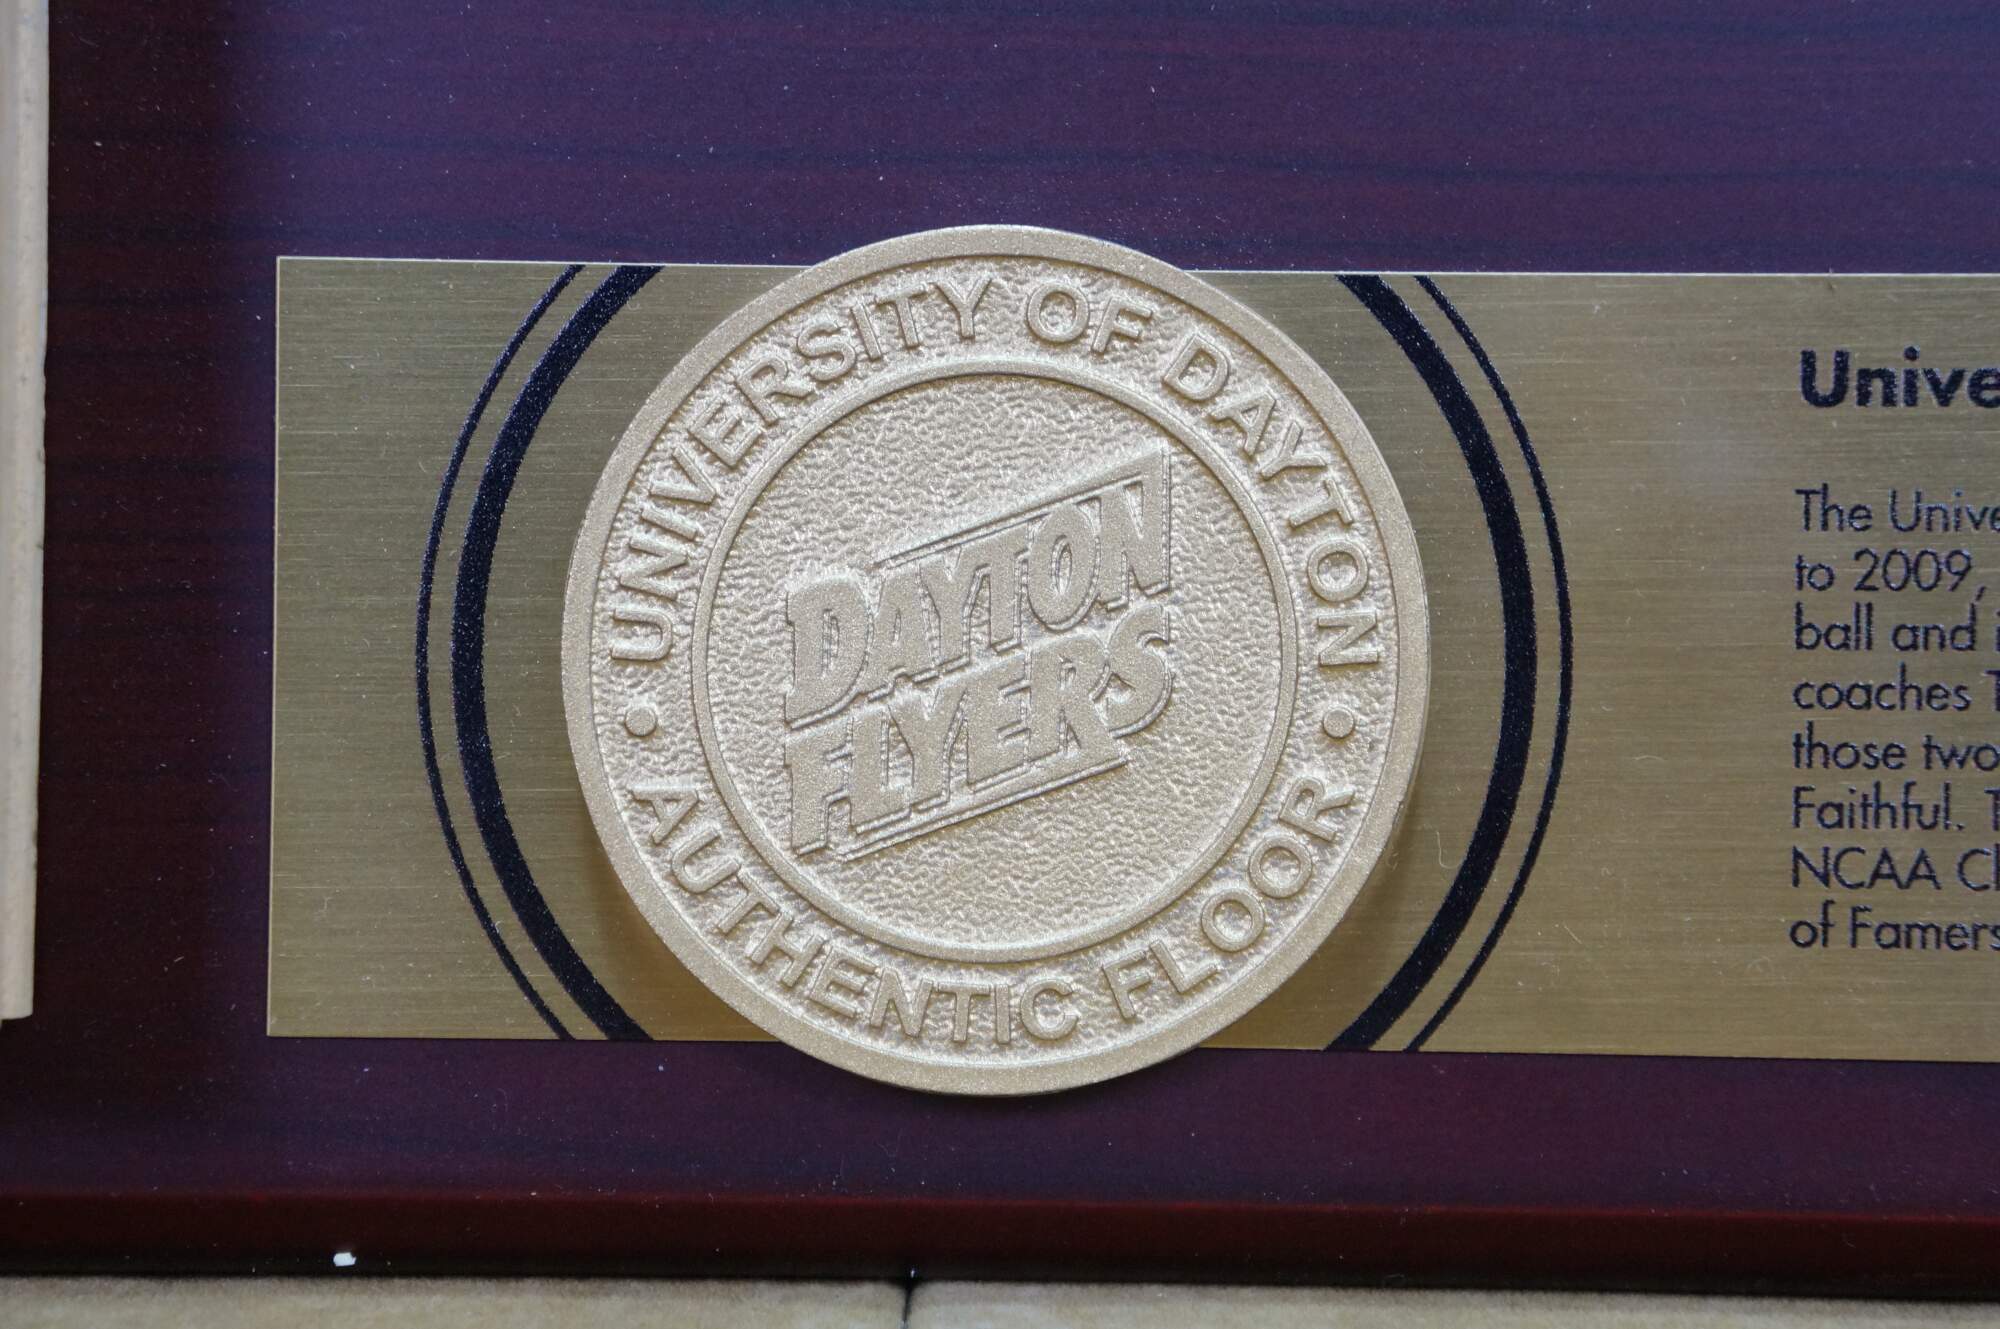 UNIVERSITY OF DAYTON
DAYTON
FLYERS
AUTHENTIC FLOOR
Unive
The Unive
to 2009,
ball and i
coaches T
those two
Faithful. T
NCAA Ch
of Famers